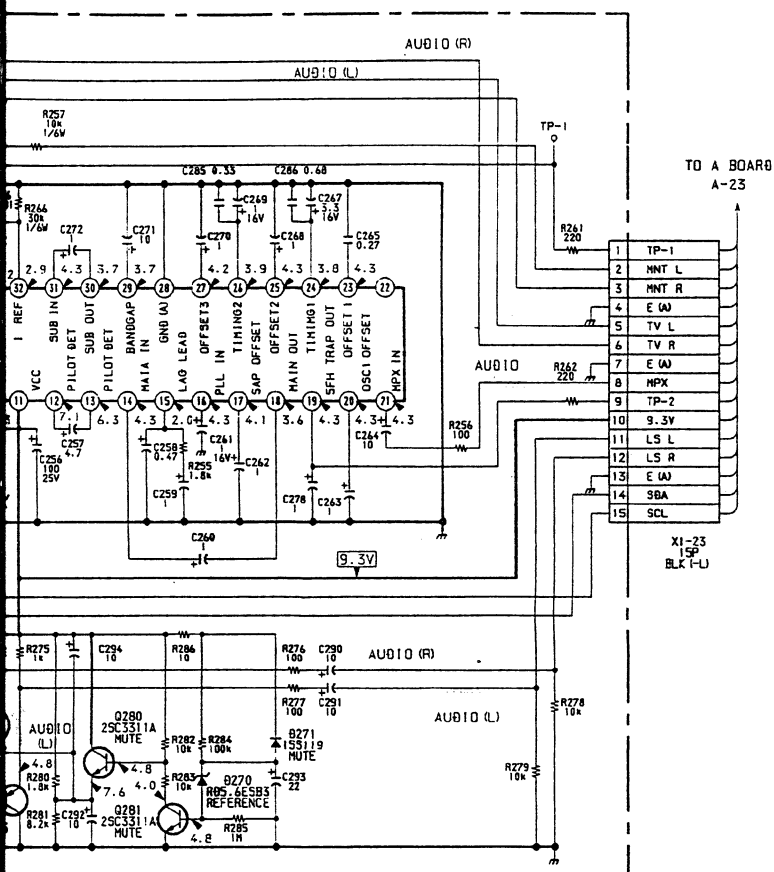 AUDIO (R)
AUDIO (L)
R257
10k
1/6W
TP-1
TO A BOARD
A-23
C285 0.33
C286 0.68
R266
30k
1/6W
C272
1
C271
10
C270
1
C269
1
16V
C268
1
C267
3.3
16V
C265
0.27
R261
220
2.9 4.3 3.7 3.7 4.2 3.9 4.3 3.8 4.3
32 31 30 29 28 27 26 25 24 23 22
I REF
SUB IN
SUB OUT
BANDGAP
GND (A)
OFFSET3
TIMING2
OFFSET2
TIMIMG1
OFFSET1
VCC
PILOT DET
PILOT DET
MAIA IN
LAG LEAD
PLL IN
SAP OFFSET
MAIN OUT
SFH TRAP OUT
OSC1 OFFSET
MPX IN
11 12 13 14 15 16 17 18 19 20 21
7.1 6.3 4.3 2.0 4.3 4.1 3.6 4.3 4.3 4.3
1 TP-1
2 MNT L
3 MNT R
4 E (A)
5 TV L
6 TV R
7 E (A)
8 MPX
9 TP-2
10 9.3V
11 LS L
12 LS R
13 E (A)
14 SBA
15 SCL
X1-23
15P
BLK (-L)
AUDIO
R262
220
R256
100
C264
10
C256
100
25V
C257
4.7
C258
0.47
R255
1.8k
C259
1
C261
1
16V
C262
1
C278
1
C263
1
C260
1
9.3V
R275
1k
C294
10
R286
10
R276
100
C290
10
AUDIO (R)
R277
100
C291
10
AUDIO (L)
R278
10k
R279
10k
AUDIO
(L)
Q280
2SC3311A
MUTE
R282
10k
R284
100k
D271
1SS119
MUTE
4.8
R280
1.8k
4.8
7.6
4.0
R283
10k
D270
RD5.6ESB3
REFERENCE
C293
22
R281
8.2k
C292
10
Q281
2SC3311A
MUTE
4.8
R285
1M